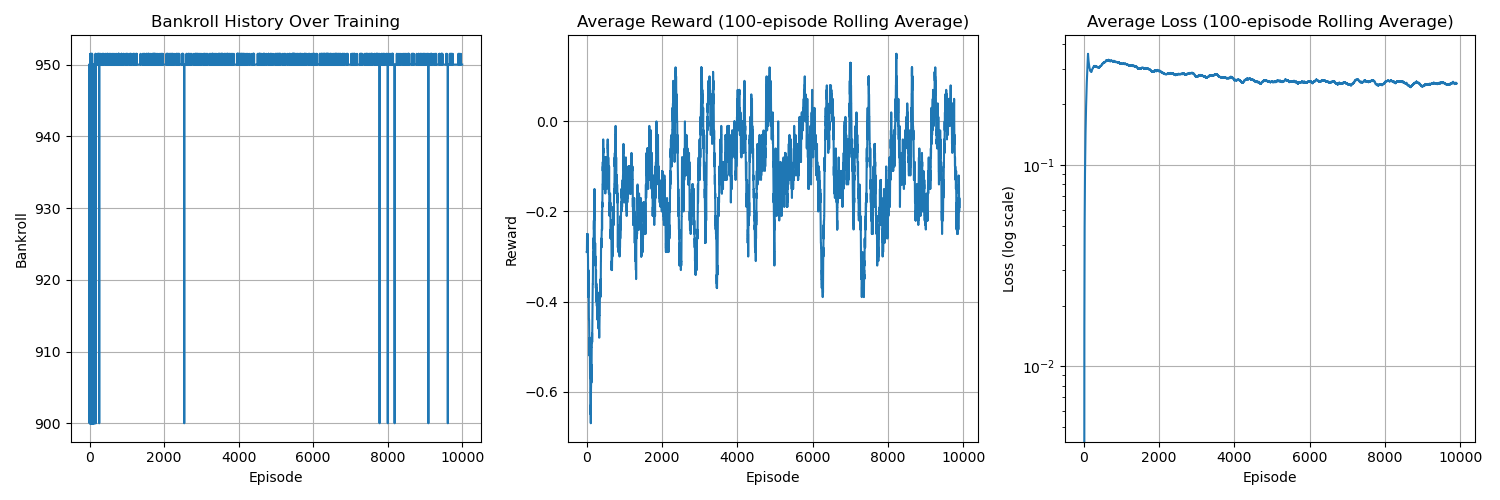 Bankroll History Over Training
Bankroll
950
940
930
920
910
900
0 2000 4000 6000 8000 10000
Episode
Average Reward (100-episode Rolling Average)
Reward
0.0
−0.2
−0.4
−0.6
0 2000 4000 6000 8000 10000
Episode
Average Loss (100-episode Rolling Average)
Loss (log scale)
10⁻¹
10⁻²
0 2000 4000 6000 8000 10000
Episode